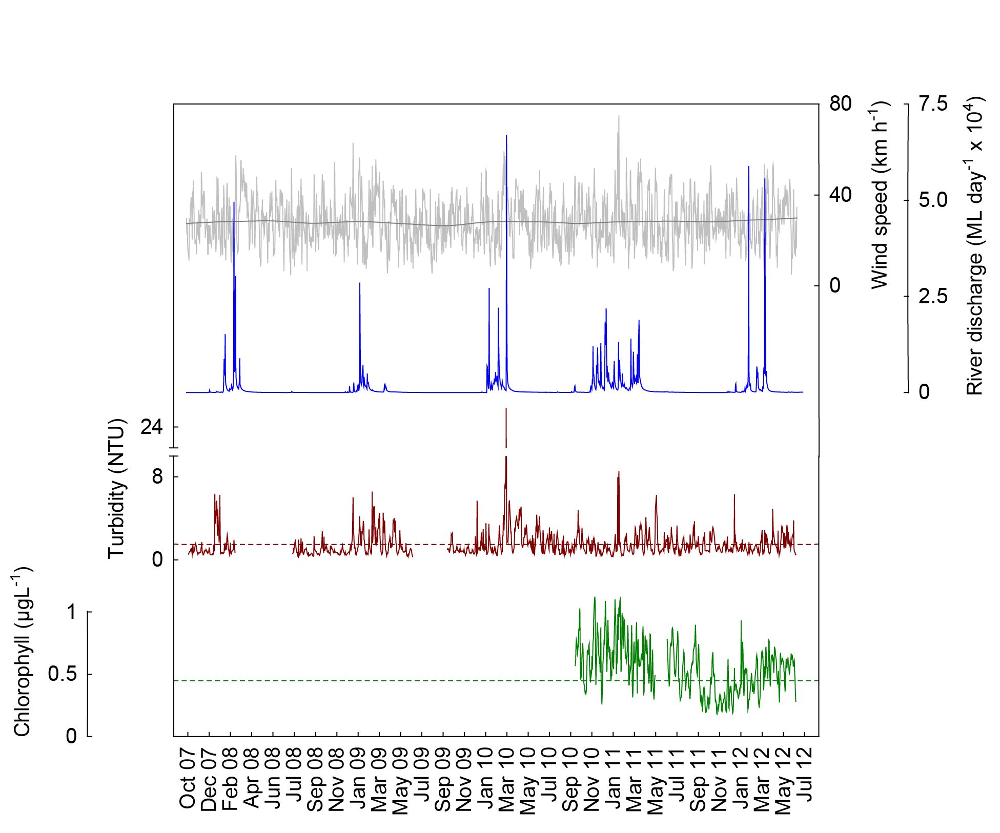 80
40
0
Wind speed (km h-1)
7.5
5.0
2.5
0
River discharge (ML day-1 x 104)
Turbidity (NTU)
24
8
0
Chlorophyll (µgL-1)
1
0.5
0
Oct 07
Dec 07
Feb 08
Apr 08
Jun 08
Jul 08
Sep 08
Nov 08
Jan 09
Mar 09
May 09
Jul 09
Sep 09
Nov 09
Jan 10
Mar 10
May 10
Jul 10
Sep 10
Nov 10
Jan 11
Mar 11
May 11
Jul 11
Sep 11
Nov 11
Jan 12
Mar 12
May 12
Jul 12